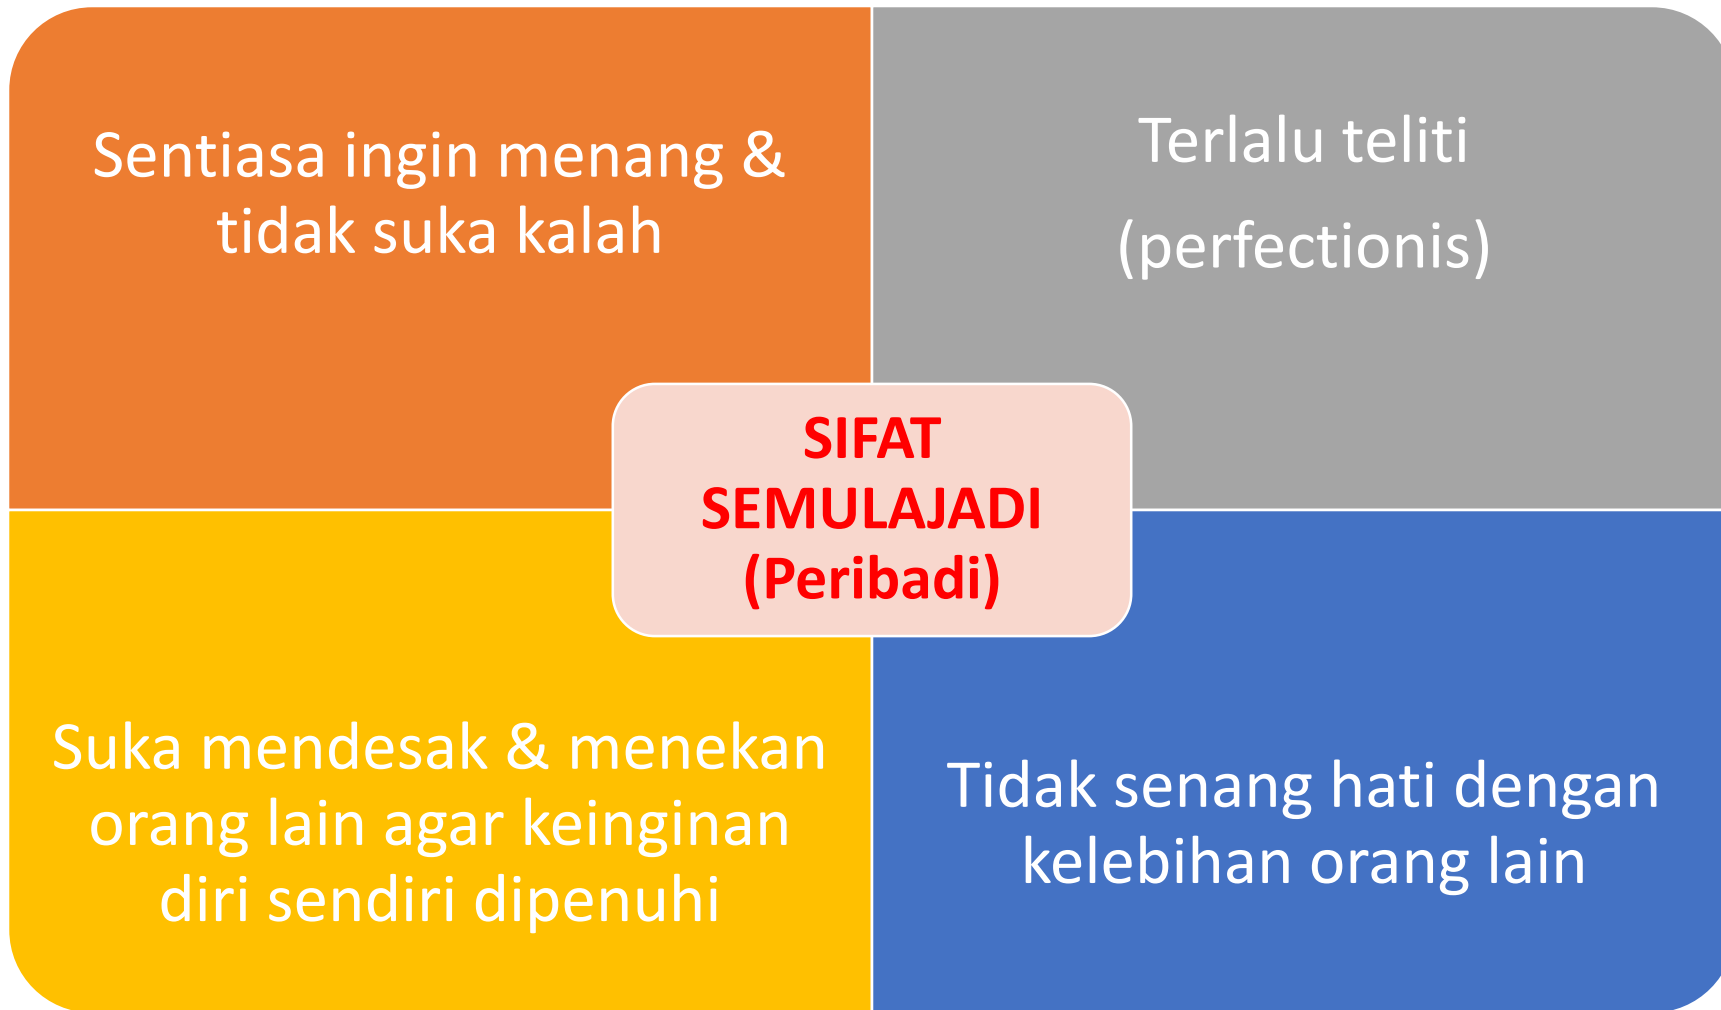 Sentiasa ingin menang &
tidak suka kalah
Terlalu teliti
(perfectionis)
SIFAT
SEMULAJADI
(Peribadi)
Suka mendesak & menekan
orang lain agar keinginan
diri sendiri dipenuhi
Tidak senang hati dengan
kelebihan orang lain